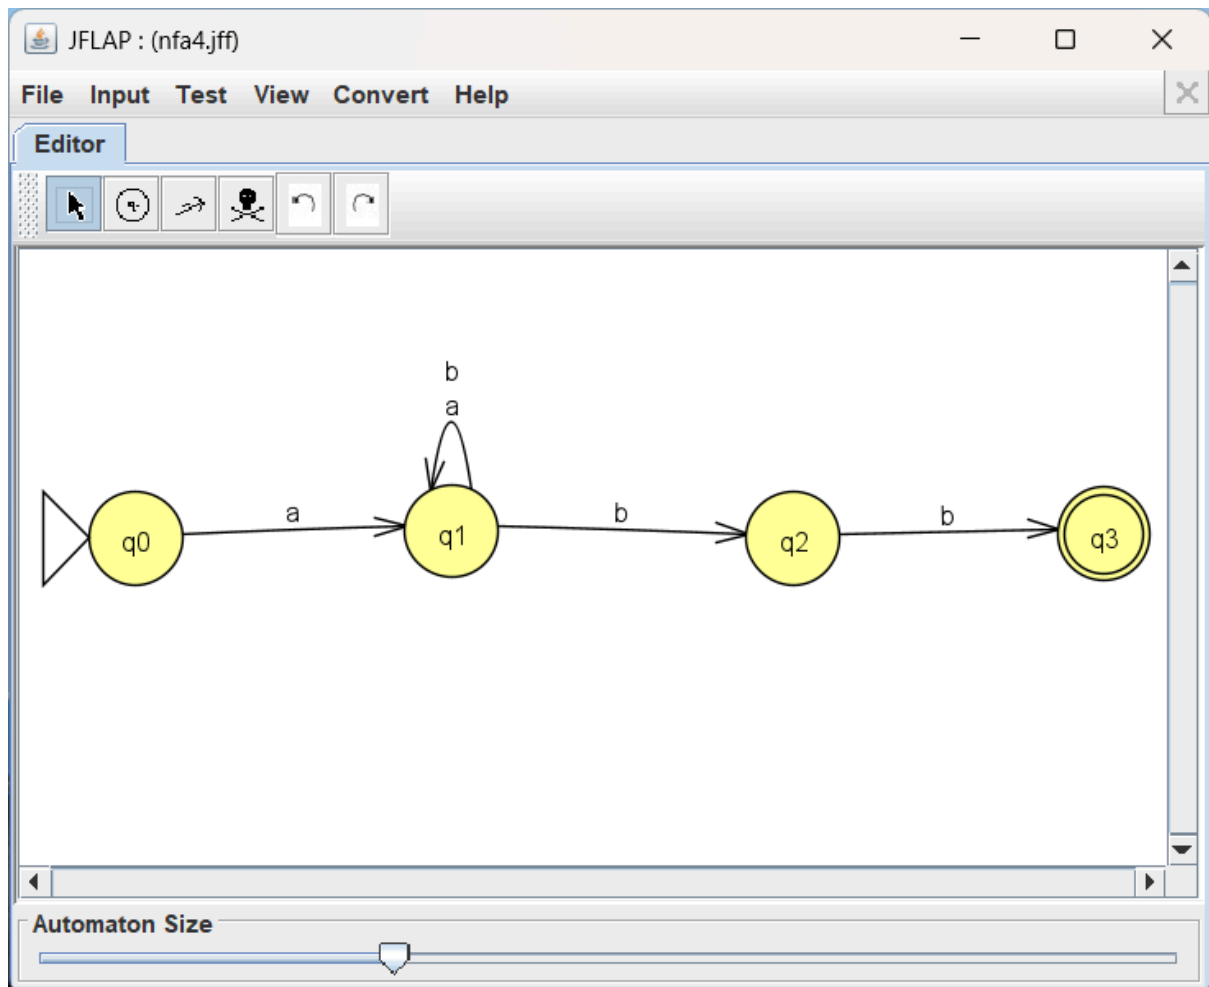 JFLAP : (nfa4.jff)
File Input Test View Convert Help
Editor
b
a
q0 a q1 b q2 b q3
Automaton Size